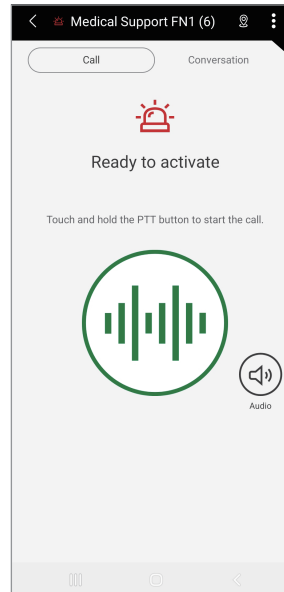 Medical Support FN1 (6)
Call
Conversation
Ready to activate
Touch and hold the PTT button to start the call.
Audio